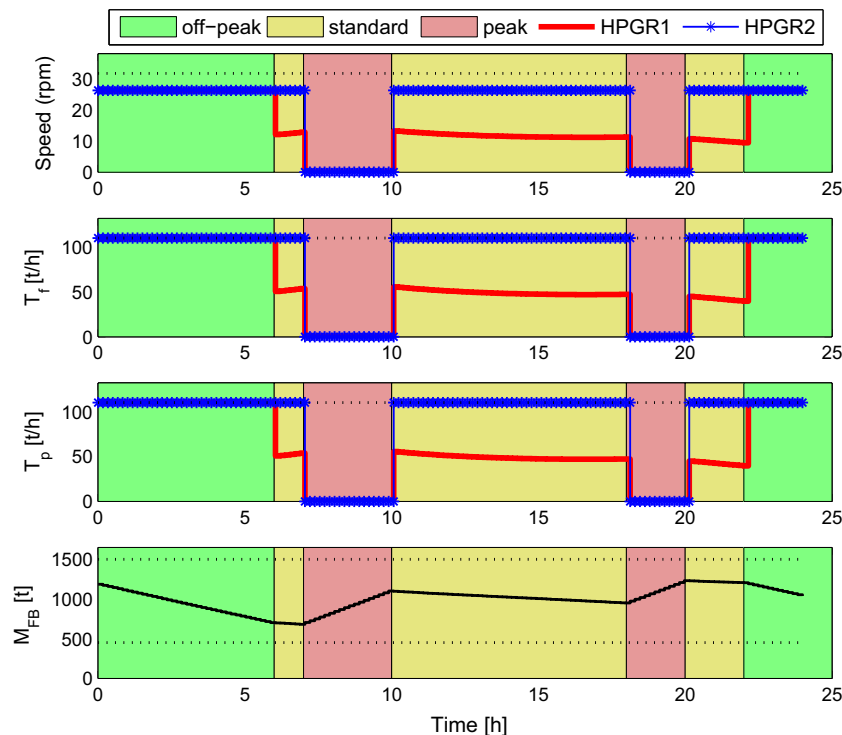 off-peak standard peak HPGR1 HPGR2
Speed (rpm)
30
20
10
0
0 5 10 15 20 25
T_f [t/h]
100
50
0
0 5 10 15 20 25
T_p [t/h]
100
50
0
0 5 10 15 20 25
M_FB [t]
1500
1000
500
0
0 5 10 15 20 25
Time [h]